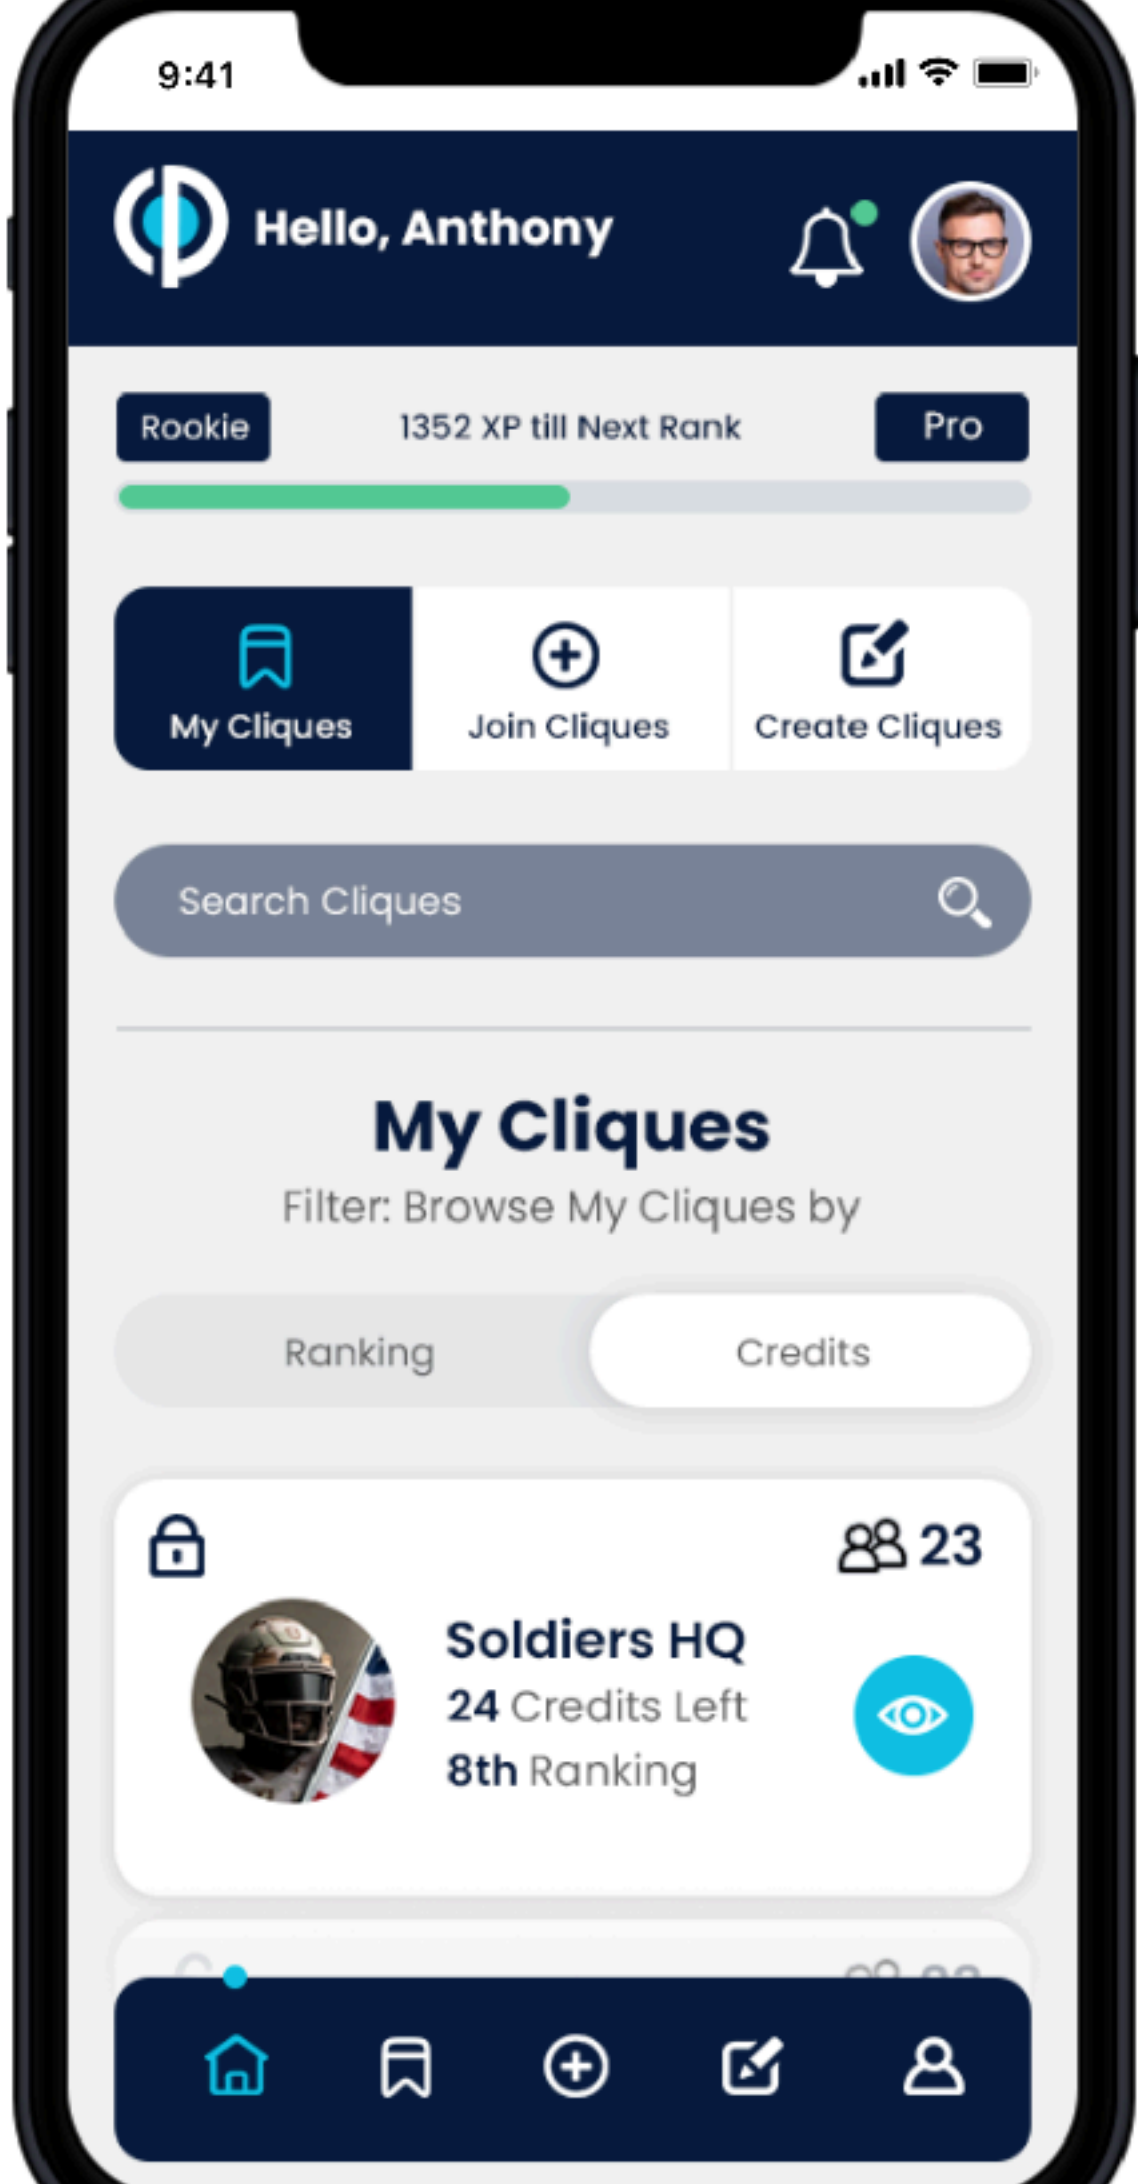 9:41
Hello, Anthony
Rookie 1352 XP till Next Rank Pro
My Cliques Join Cliques Create Cliques
Search Cliques
My Cliques
Filter: Browse My Cliques by
Ranking Credits
23
Soldiers HQ
24 Credits Left
8th Ranking